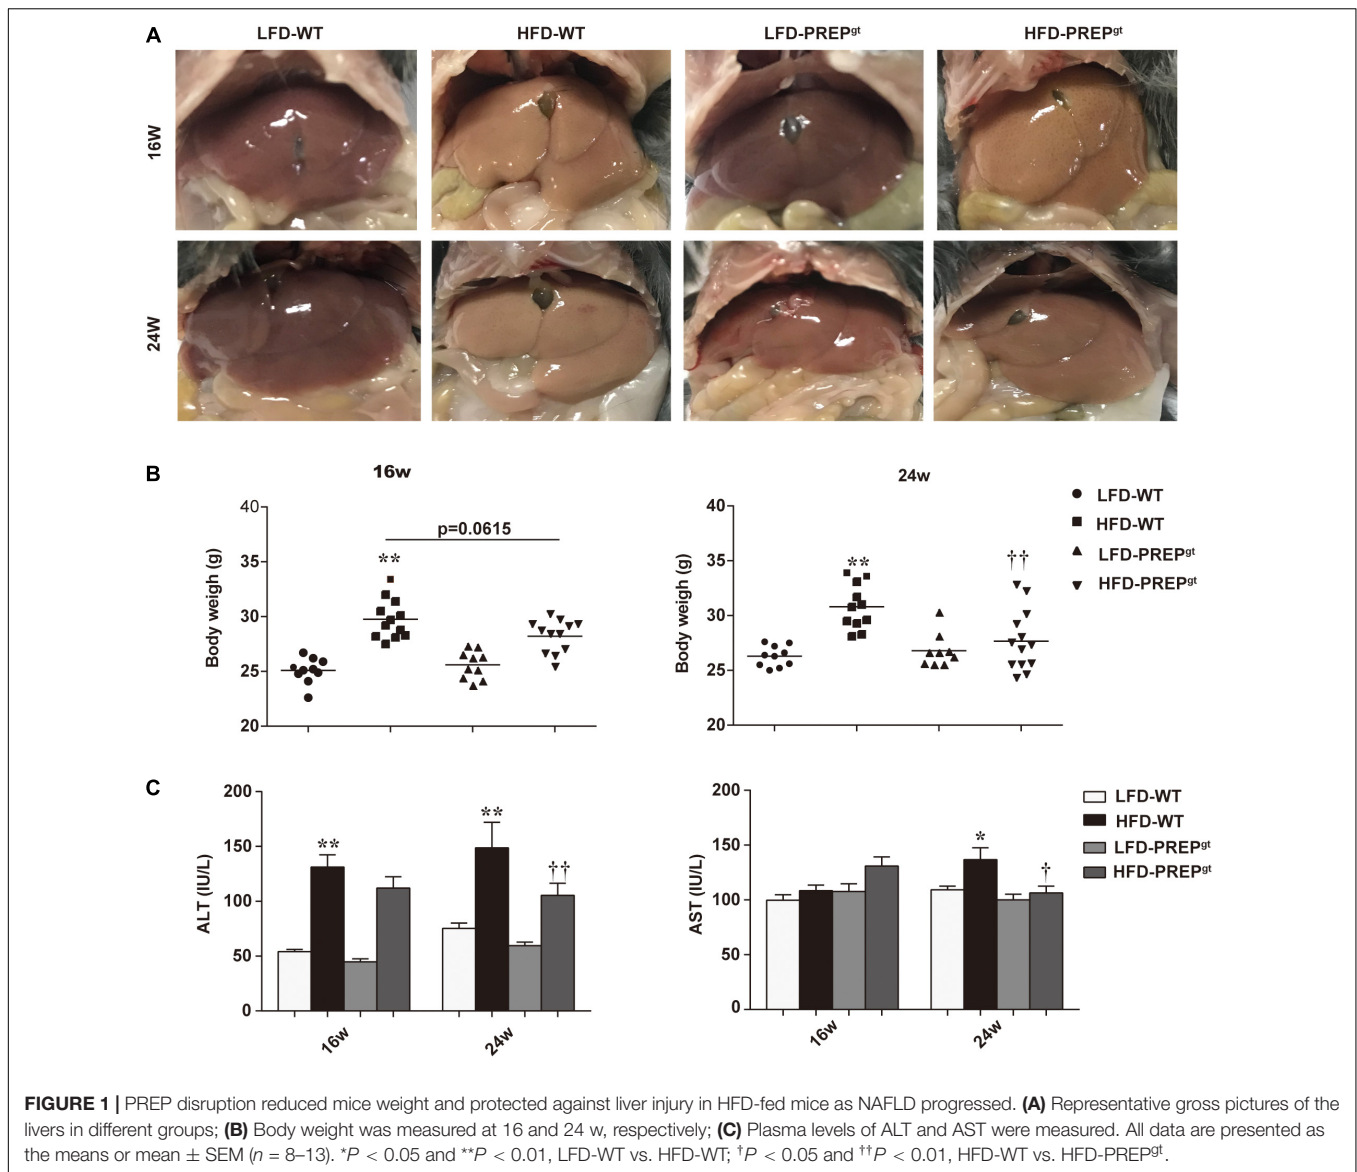 A
LFD-WT HFD-WT LFD-PREPgt HFD-PREPgt
16W
24W
B
16w
40
35
30
25
20
Body weigh (g)
**
p=0.0615
24w
40
35
30
25
20
Body weigh (g)
**
††
LFD-WT
HFD-WT
LFD-PREPgt
HFD-PREPgt
C
200
150
100
50
0
ALT (IU/L)
**
**
††
16w
24w
200
150
100
50
0
AST (IU/L)
*
†
16w
24w
LFD-WT
HFD-WT
LFD-PREPgt
HFD-PREPgt
FIGURE 1 | PREP disruption reduced mice weight and protected against liver injury in HFD-fed mice as NAFLD progressed. (A) Representative gross pictures of the
livers in different groups; (B) Body weight was measured at 16 and 24 w, respectively; (C) Plasma levels of ALT and AST were measured. All data are presented as
the means or mean ± SEM (n = 8–13). *P < 0.05 and **P < 0.01, LFD-WT vs. HFD-WT; †P < 0.05 and ††P < 0.01, HFD-WT vs. HFD-PREPgt.